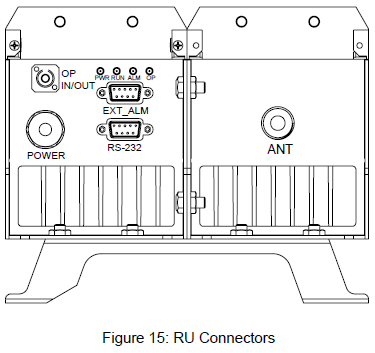 OP
IN/OUT
PWR RUN ALM OP
EXT_ALM
RS-232
POWER
ANT
Figure 15: RU Connectors